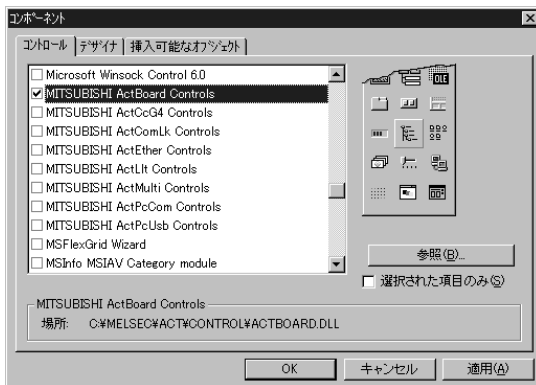 コンポーネント
コントロール デザイナ 挿入可能なオブジェクト
Microsoft Winsock Control 6.0
MITSUBISHI ActBoard Controls
MITSUBISHI ActCcG4 Controls
MITSUBISHI ActComLk Controls
MITSUBISHI ActEther Controls
MITSUBISHI ActLlt Controls
MITSUBISHI ActMulti Controls
MITSUBISHI ActPcCom Controls
MITSUBISHI ActPcUsb Controls
MSFlexGrid Wizard
MSInfo MSIAV Category module
OLE
参照(B)...
選択された項目のみ(S)
MITSUBISHI ActBoard Controls
場所: C:¥MELSEC¥ACT¥CONTROL¥ACTBOARD.DLL
OK キャンセル 適用(A)